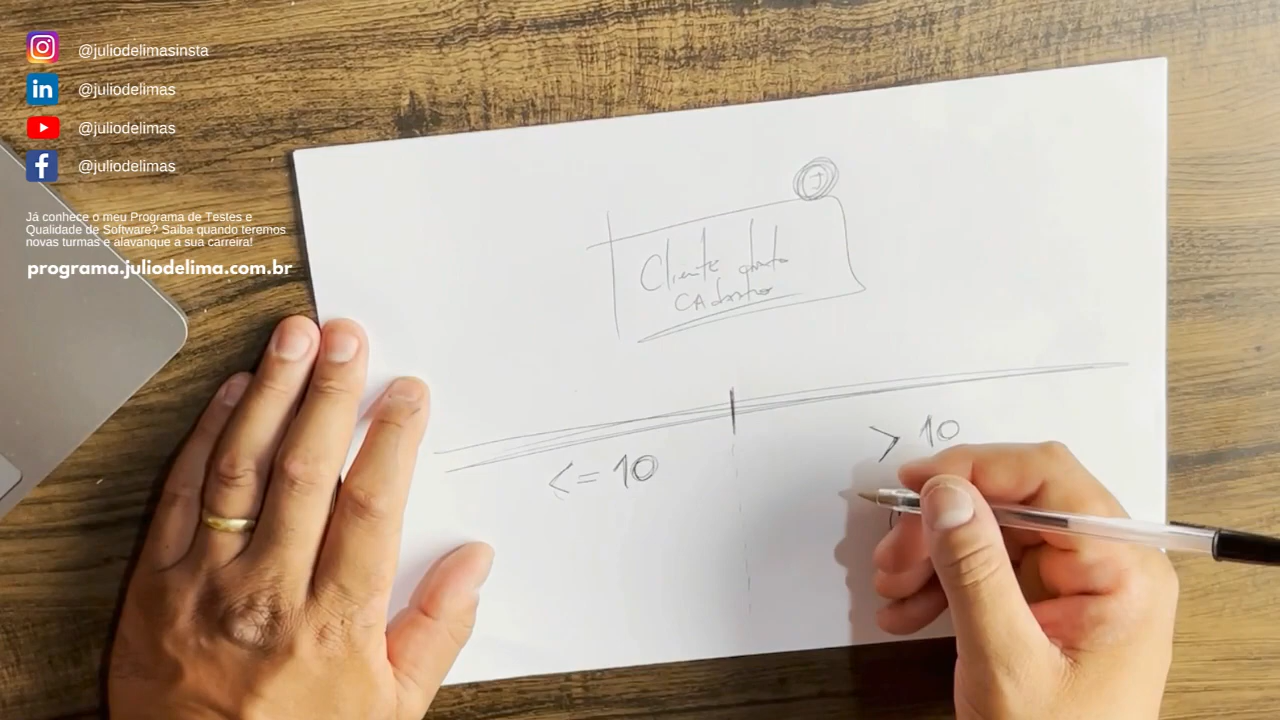 @juliodelimasinsta
@juliodelimas
@juliodelimas
@juliodelimas
Já conhece o meu Programa de Testes e
Qualidade de Software? Saiba quando teremos
novas turmas e alavanque a sua carreira!
programa.juliodelima.com.br
Cliente
CAdastro
<= 10
> 10